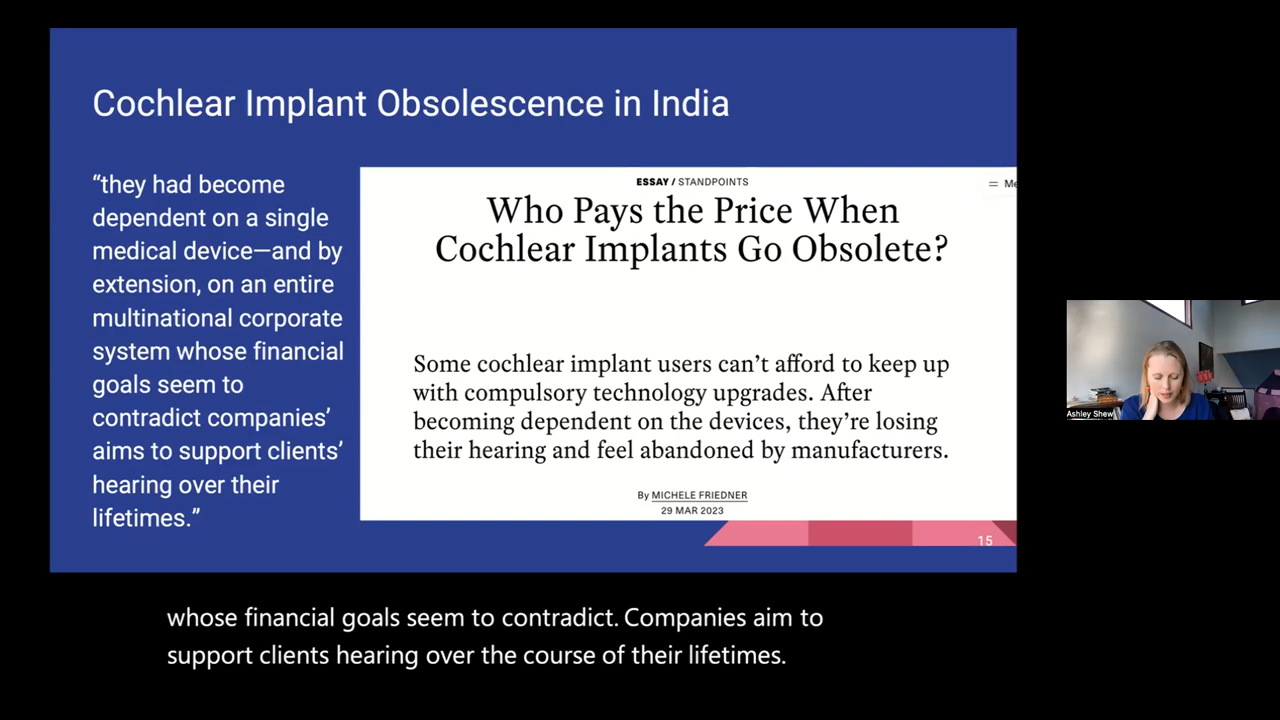 Cochlear Implant Obsolescence in India
“they had become
dependent on a single
medical device—and by
extension, on an entire
multinational corporate
system whose financial
goals seem to
contradict companies’
aims to support clients’
hearing over their
lifetimes.”
ESSAY / STANDPOINTS
Who Pays the Price When
Cochlear Implants Go Obsolete?
Some cochlear implant users can’t afford to keep up
with compulsory technology upgrades. After
becoming dependent on the devices, they’re losing
their hearing and feel abandoned by manufacturers.
By MICHELE FRIEDNER
29 MAR 2023
15
Ashley Shew
whose financial goals seem to contradict. Companies aim to
support clients hearing over the course of their lifetimes.